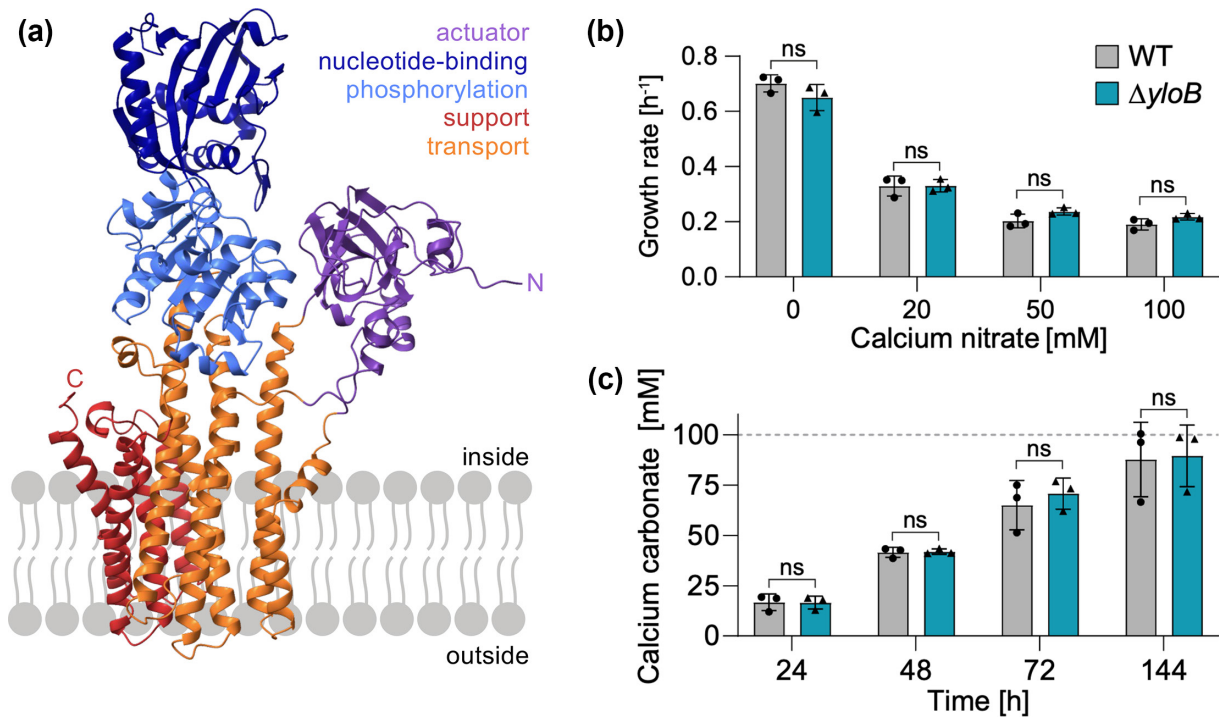 (a)
actuator
nucleotide-binding
phosphorylation
support
transport
N
C
inside
outside
(b)
WT
ΔyloB
Growth rate [h-1]
0.8
0.6
0.4
0.2
0.0
ns
ns
ns
ns
0 20 50 100
Calcium nitrate [mM]
(c)
Calcium carbonate [mM]
100
75
50
25
0
ns
ns
ns
ns
24 48 72 144
Time [h]